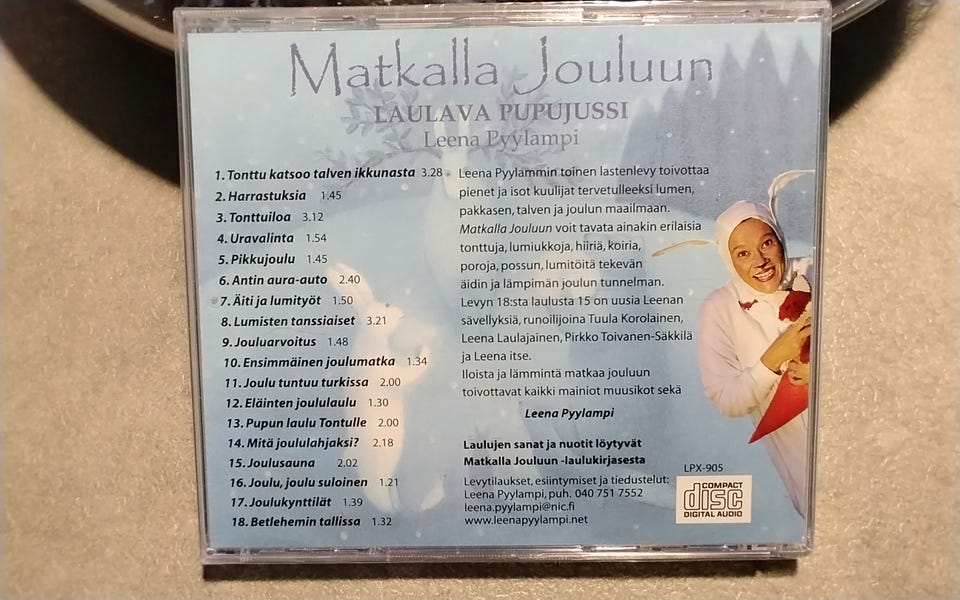 Matkalla Jouluun
LAULAVA PUPUJUSSI
Leena Pyylampi
1. Tonttu katsoo talven ikkunasta 3.28
2. Harrastuksia 1.45
3. Tonttuiloa 3.12
4. Uravalinta 1.54
5. Pikkujoulu 1.45
6. Antin aura-auto 2.40
7. Äiti ja lumityöt 1.50
8. Lumisten tanssiaiset 3.21
9. Jouluarvoitus 1.48
10. Ensimmäinen joulumatka 1.34
11. Joulu tuntuu turkissa 2.00
12. Eläinten joululaulu 1.30
13. Pupun laulu Tontulle 2.00
14. Mitä joululahjaksi? 2.18
15. Joulusauna 2.02
16. Joulu, joulu suloinen 1.21
17. Joulukynttilät 1.39
18. Betlehemin tallissa 1.32
Leena Pyylammin toinen lastenlevy toivottaa
pienet ja isot kuulijat tervetulleeksi lumen,
pakkasen, talven ja joulun maailmaan.
Matkalla Jouluun voit tavata ainakin erilaisia
tonttuja, lumiukkoja, hiiriä, koiria,
poroja, possun, lumitöitä tekevän
äidin ja lämpimän joulun tunnelman.
Levyn 18:sta laulusta 15 on uusia Leenan
sävellyksiä, runoilijoina Tuula Korolainen,
Leena Laulajainen, Pirkko Toivanen-Säkkilä
ja Leena itse.
Iloista ja lämmintä matkaa jouluun
toivottavat kaikki mainiot muusikot sekä
Leena Pyylampi
Laulujen sanat ja nuotit löytyvät
Matkalla Jouluun -laulukirjasesta
Levytilaukset, esiintymiset ja tiedustelut:
Leena Pyylampi, puh. 040 751 7552
leena.pyylampi@nic.fi
www.leenapyylampi.net
LPX-905
COMPACT
disc
DIGITAL AUDIO